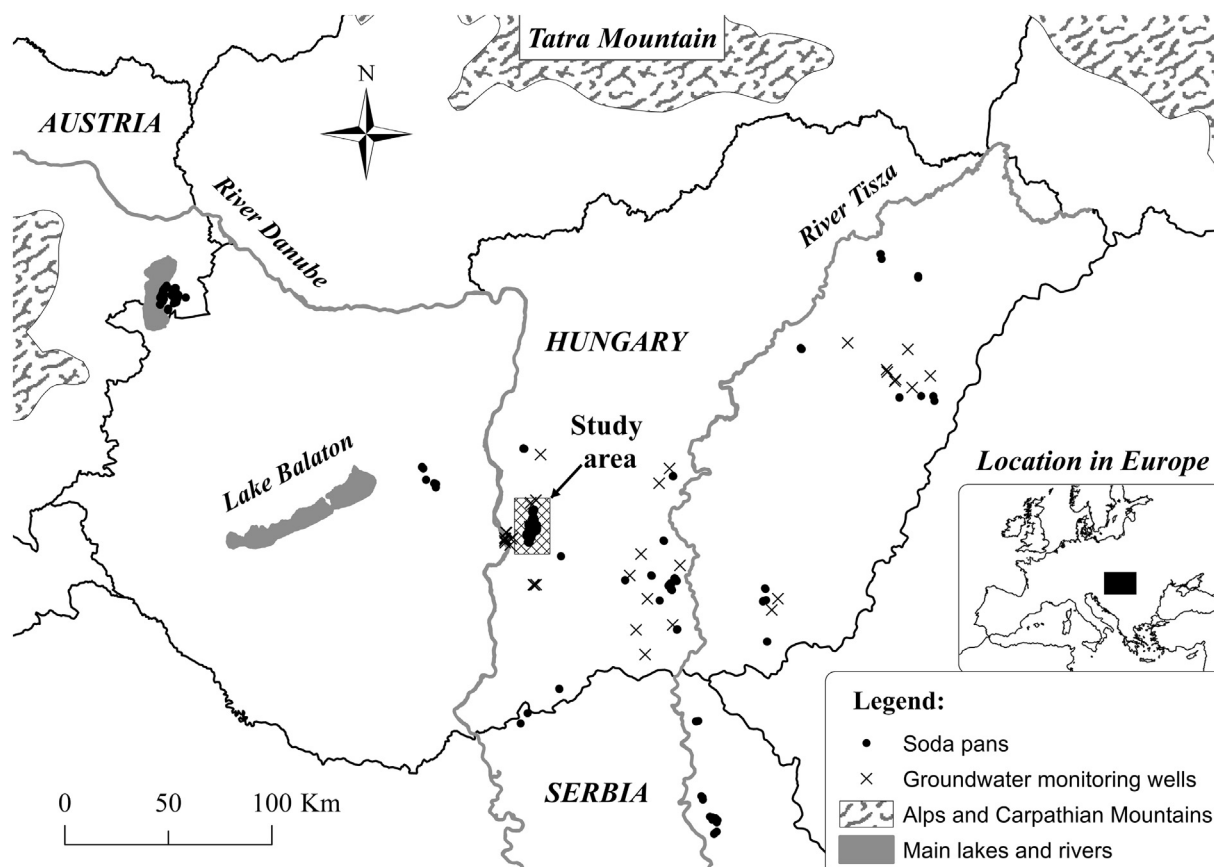 Tatra Mountain
N
AUSTRIA
River Danube
River Tisza
HUNGARY
Study
area
Lake Balaton
Location in Europe
Legend:
Soda pans
Groundwater monitoring wells
Alps and Carpathian Mountains
Main lakes and rivers
SERBIA
0 50 100 Km